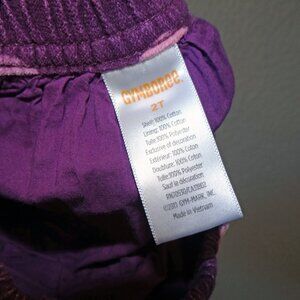 GYMBOREE
2T
Shell: 100% Cotton
Lining: 100% Cotton
Tulle: 100% Polyester
Exclusive of decoration
Extérieur: 100% Coton
Doublure: 100% Coton
Tulle: 100% Polyester
Sauf la décoration
©2011 GYM-MARK, INC.
Made in Vietnam